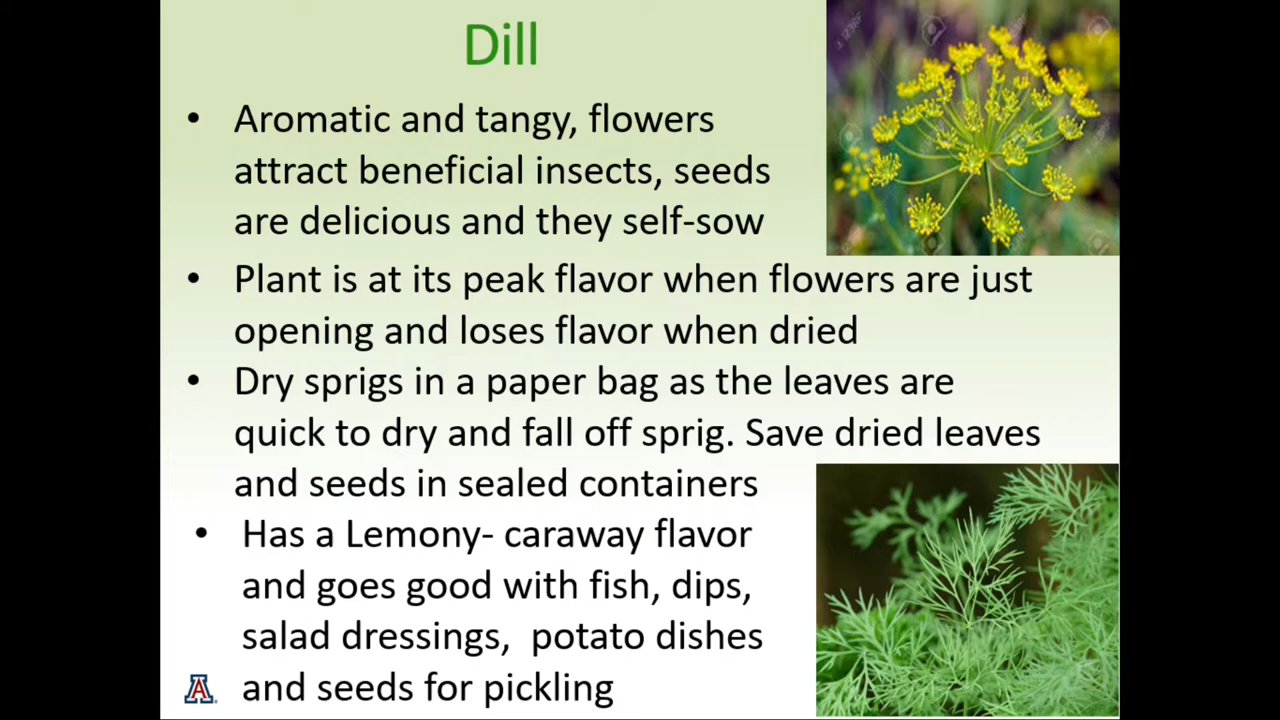 Dill
• Aromatic and tangy, flowers
attract beneficial insects, seeds
are delicious and they self-sow
• Plant is at its peak flavor when flowers are just
opening and loses flavor when dried
• Dry sprigs in a paper bag as the leaves are
quick to dry and fall off sprig. Save dried leaves
and seeds in sealed containers
• Has a Lemony- caraway flavor
and goes good with fish, dips,
salad dressings,  potato dishes
A
and seeds for pickling